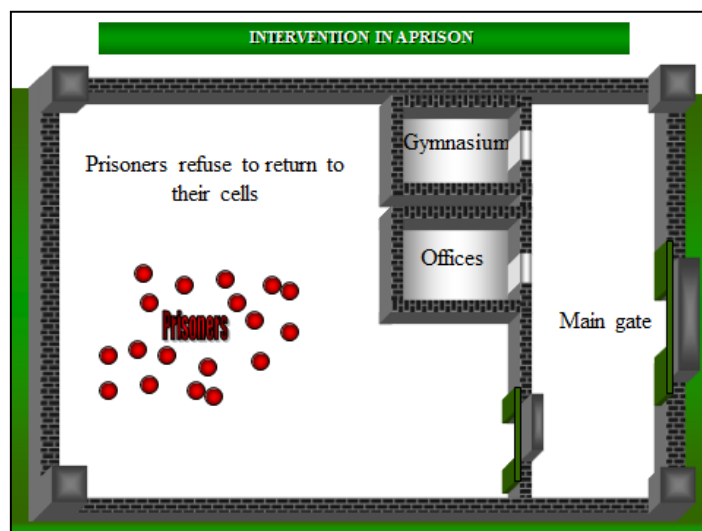 INTERVENTION IN APRISON
Gymnasium
Prisoners refuse to return to
their cells
Offices
Prisoners
Main gate